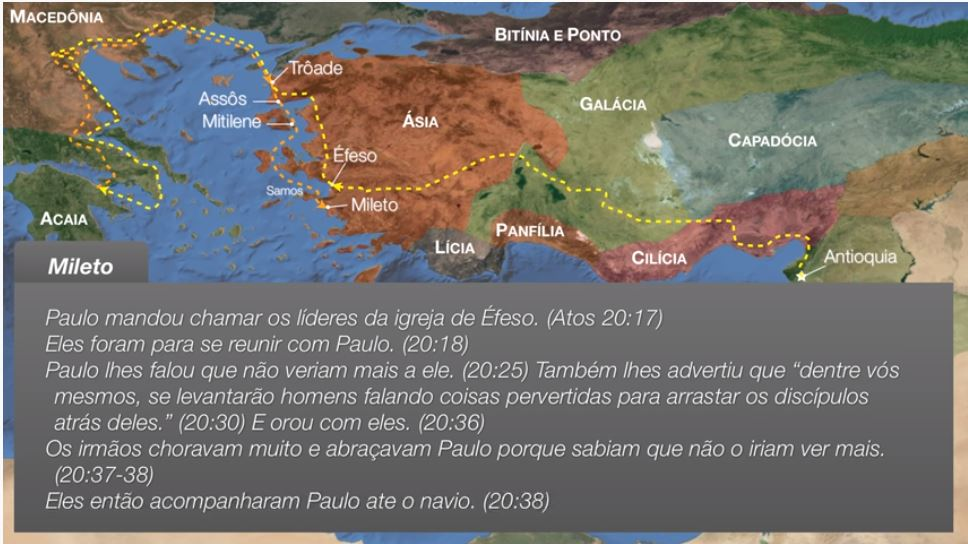 MACEDÔNIA
BITÍNIA E PONTO
Trôade
GALÁCIA
Assôs
Mitilene
ÁSIA
CAPADÓCIA
Éfeso
Samos
Mileto
ACAIA
PANFÍLIA
LÍCIA
CILÍCIA
Antioquia
Mileto
Paulo mandou chamar os líderes da igreja de Éfeso. (Atos 20:17)
Eles foram para se reunir com Paulo. (20:18)
Paulo lhes falou que não veriam mais a ele. (20:25) Também lhes advertiu que “dentre vós
mesmos, se levantarão homens falando coisas pervertidas para arrastar os discípulos
atrás deles.” (20:30) E orou com eles. (20:36)
Os irmãos choravam muito e abraçavam Paulo porque sabiam que não o iriam ver mais.
(20:37-38)
Eles então acompanharam Paulo ate o navio. (20:38)